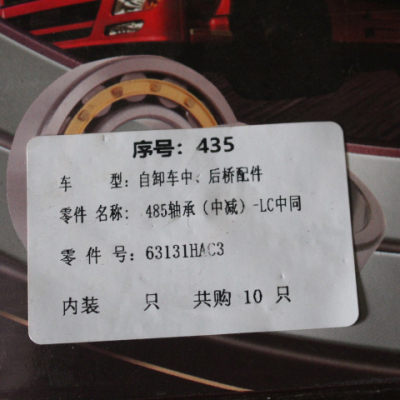 序号：435
车 型：自卸车中、后桥配件
零件 名称：485轴承（中减）-LC中同
零 件 号：63131HAC3
内装 只 共购 10 只